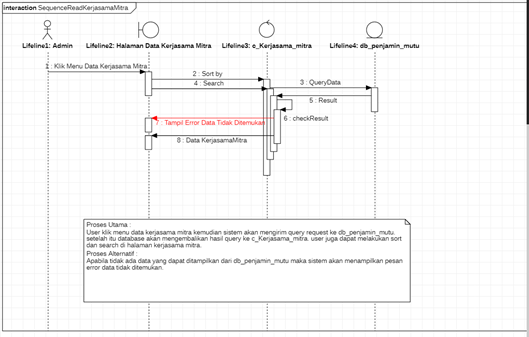 interaction SequenceReadKerjasamaMitra
Lifeline1: Admin
Lifeline2: Halaman Data Kerjasama Mitra
Lifeline3: c_Kerjasama_mitra
Lifeline4: db_penjamin_mutu
1 : Klik Menu Data Kerjasama Mitra
2 : Sort by
3 : QueryData
4 : Search
5 : Result
6 : checkResult
7 : Tampil Error Data Tidak Ditemukan
8 : Data KerjasamaMitra
Proses Utama :
User klik menu data kerjasama mitra kemudian sistem akan mengirim query request ke db_penjamin_mutu.
setelah itu database akan mengembalikan hasil query ke c_Kerjasama_mitra. user juga dapat melakukan sort
dan search di halaman kerjasama mitra.
Proses Alternatif :
Apabila tidak ada data yang dapat ditampilkan dari db_penjamin_mutu maka sistem akan menampilkan pesan
error data tidak ditemukan.